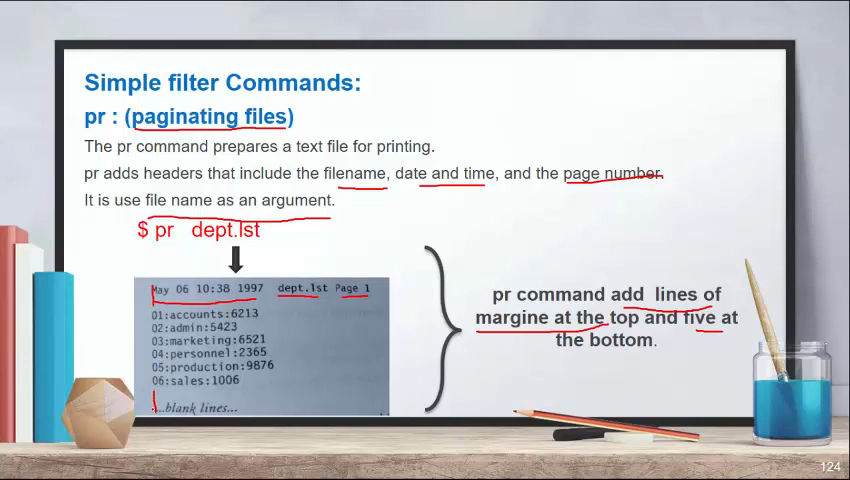 Simple filter Commands:
pr : (paginating files)
The pr command prepares a text file for printing.
pr adds headers that include the filename, date and time, and the page number.
It is use file name as an argument.
$ pr dept.lst
May 06 10:38 1997 dept.lst Page 1
01:accounts:6213
02:admin:5423
03:marketing:6521
04:personnel:2365
05:production:9876
06:sales:1006
...blank lines...
pr command add lines of
margine at the top and five at
the bottom.
124